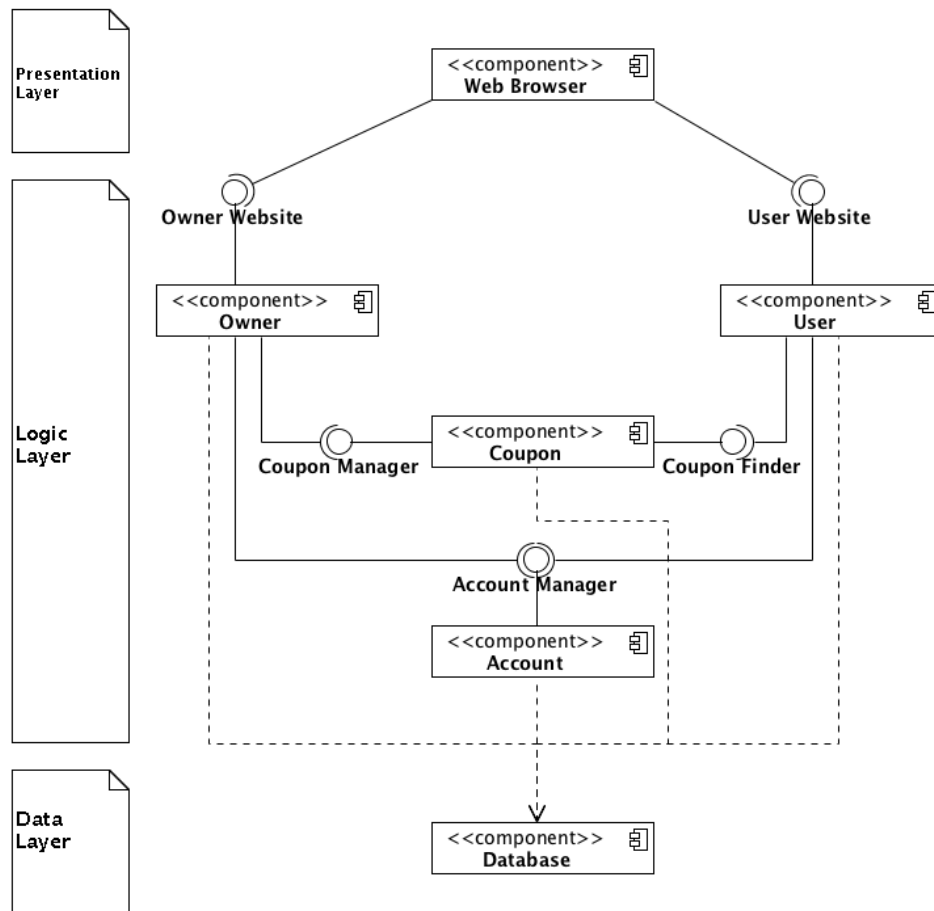 Presentation
Layer
<<component>>
Web Browser
Owner Website
User Website
<<component>>
Owner
<<component>>
User
Logic
Layer
<<component>>
Coupon
Coupon Manager
Coupon Finder
Account Manager
<<component>>
Account
Data
Layer
<<component>>
Database